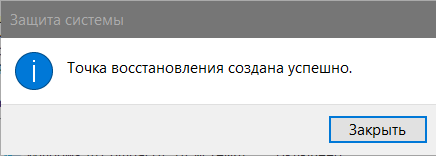 Защита системы
Точка восстановления создана успешно.
Закрыть